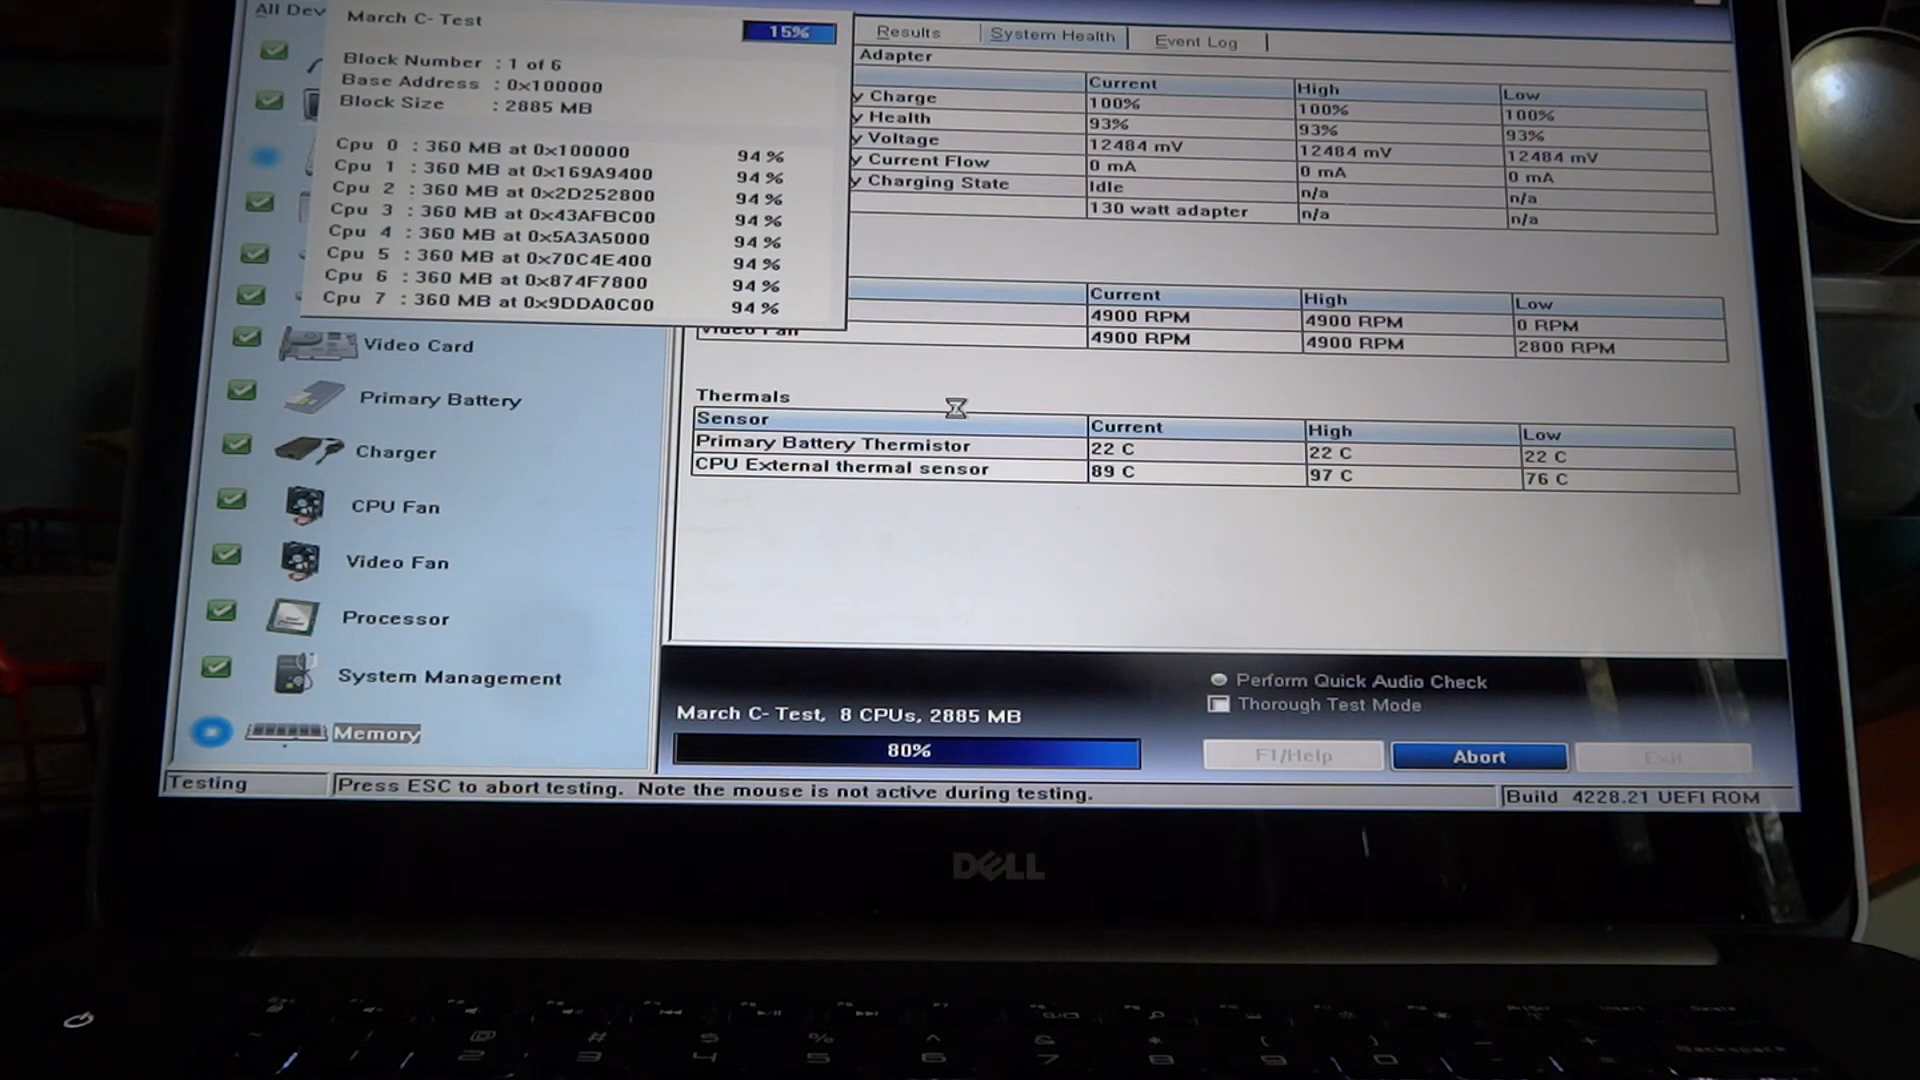 All Dev
March C- Test
15%
Block Number : 1 of 6
Base Address : 0x100000
Block Size : 2885 MB
Cpu 0 : 360 MB at 0x100000 94 %
Cpu 1 : 360 MB at 0x169A9400 94 %
Cpu 2 : 360 MB at 0x2D252800 94 %
Cpu 3 : 360 MB at 0x43AFBC00 94 %
Cpu 4 : 360 MB at 0x5A3A5000 94 %
Cpu 5 : 360 MB at 0x70C4E400 94 %
Cpu 6 : 360 MB at 0x874F7800 94 %
Cpu 7 : 360 MB at 0x9DDA0C00 94 %
Results System Health Event Log
Adapter
Current High Low
y Charge 100% 100% 100%
y Health 93% 93% 93%
y Voltage 12484 mV 12484 mV 12484 mV
y Current Flow 0 mA 0 mA 0 mA
y Charging State Idle n/a n/a
130 watt adapter n/a n/a
Current High Low
4900 RPM 4900 RPM 0 RPM
Video Fan 4900 RPM 4900 RPM 2800 RPM
Thermals
Sensor Current High Low
Primary Battery Thermistor 22 C 22 C 22 C
CPU External thermal sensor 89 C 97 C 76 C
Video Card
Primary Battery
Charger
CPU Fan
Video Fan
Processor
System Management
Memory
March C- Test, 8 CPUs, 2885 MB
80%
Perform Quick Audio Check
Thorough Test Mode
F1/Help Abort Exit
Testing Press ESC to abort testing. Note the mouse is not active during testing. Build 4228.21 UEFI ROM
DELL